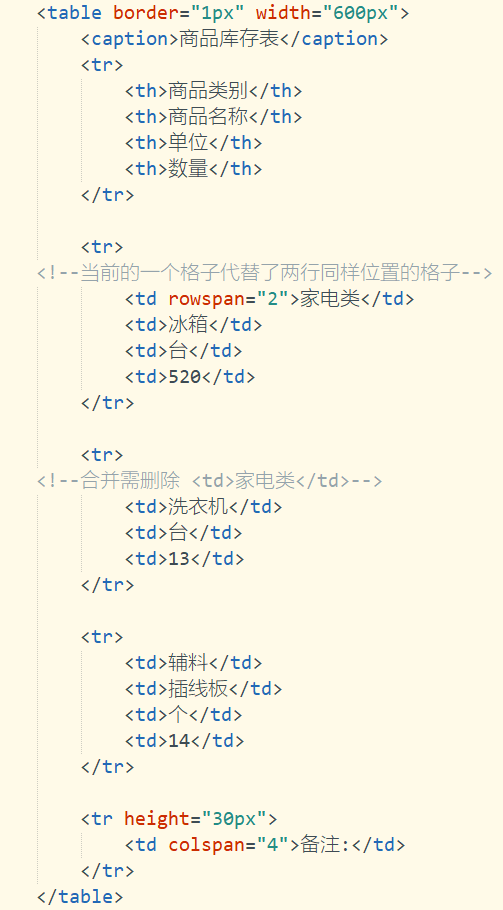 <table border="1px" width="600px">
<caption>商品库存表</caption>
<tr>
<th>商品类别</th>
<th>商品名称</th>
<th>单位</th>
<th>数量</th>
</tr>
<tr>
<!--当前的一个格子代替了两行同样位置的格子-->
<td rowspan="2">家电类</td>
<td>冰箱</td>
<td>台</td>
<td>520</td>
</tr>
<tr>
<!--合并需删除 <td>家电类</td>-->
<td>洗衣机</td>
<td>台</td>
<td>13</td>
</tr>
<tr>
<td>辅料</td>
<td>插线板</td>
<td>个</td>
<td>14</td>
</tr>
<tr height="30px">
<td colspan="4">备注:</td>
</tr>
</table>